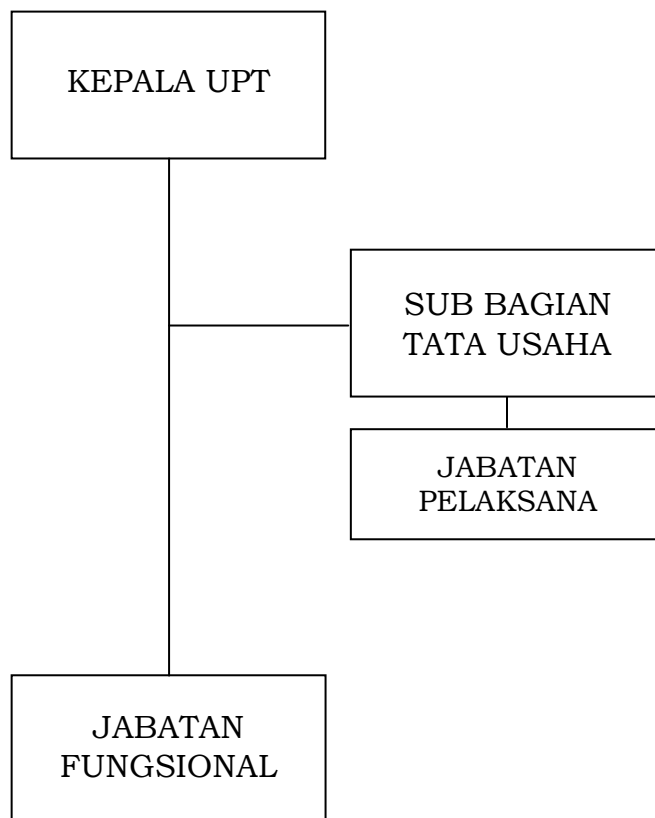 KEPALA UPT
SUB BAGIAN
TATA USAHA
JABATAN
PELAKSANA
JABATAN
FUNGSIONAL